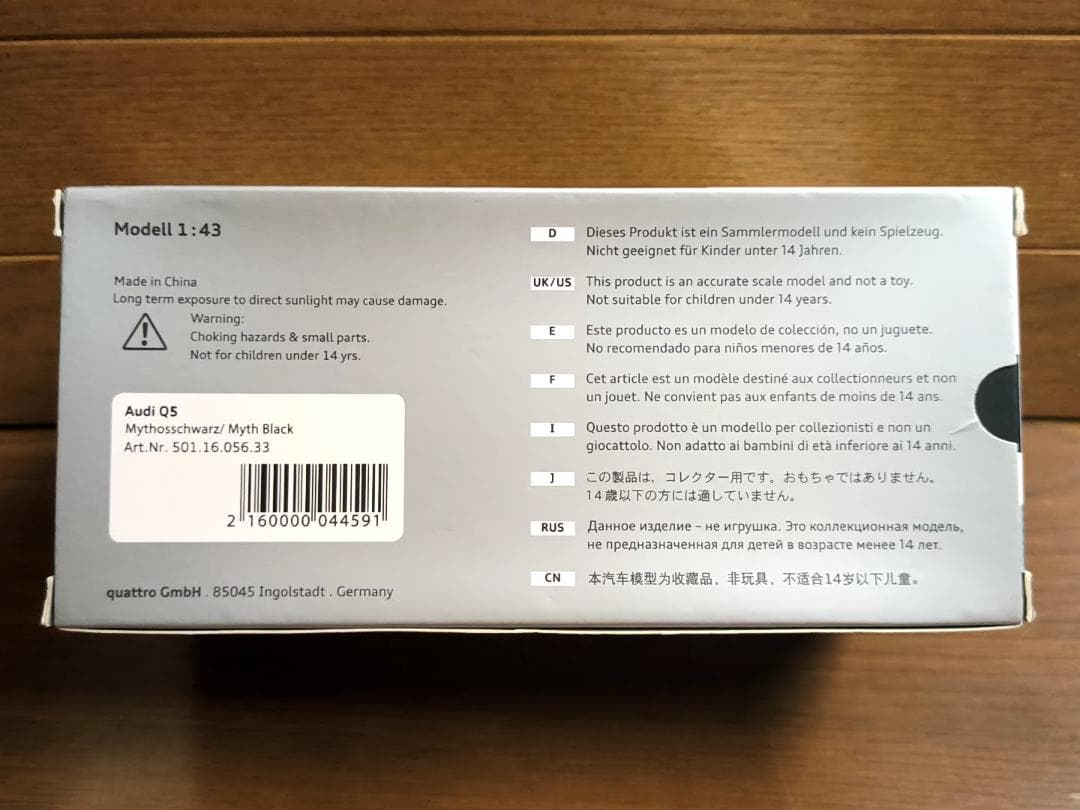 Modell 1:43
Made in China
Long term exposure to direct sunlight may cause damage.
Warning:
Choking hazards & small parts.
Not for children under 14 yrs.
Audi Q5
Mythosschwarz/ Myth Black
Art.Nr. 501.16.056.33
2 160000 044591
quattro GmbH . 85045 Ingolstadt . Germany
D Dieses Produkt ist ein Sammlermodell und kein Spielzeug.
Nicht geeignet für Kinder unter 14 Jahren.
UK/US This product is an accurate scale model and not a toy.
Not suitable for children under 14 years.
E Este producto es un modelo de colección, no un juguete.
No recomendado para niños menores de 14 años.
F Cet article est un modèle destiné aux collectionneurs et non
un jouet. Ne convient pas aux enfants de moins de 14 ans.
I Questo prodotto è un modello per collezionisti e non un
giocattolo. Non adatto ai bambini di età inferiore ai 14 anni.
J この製品は、コレクター用です。おもちゃではありません。
14歳以下の方には適していません。
RUS Данное изделие – не игрушка. Это коллекционная модель,
не предназначенная для детей в возрасте менее 14 лет.
CN 本汽车模型为收藏品，非玩具，不适合14岁以下儿童。